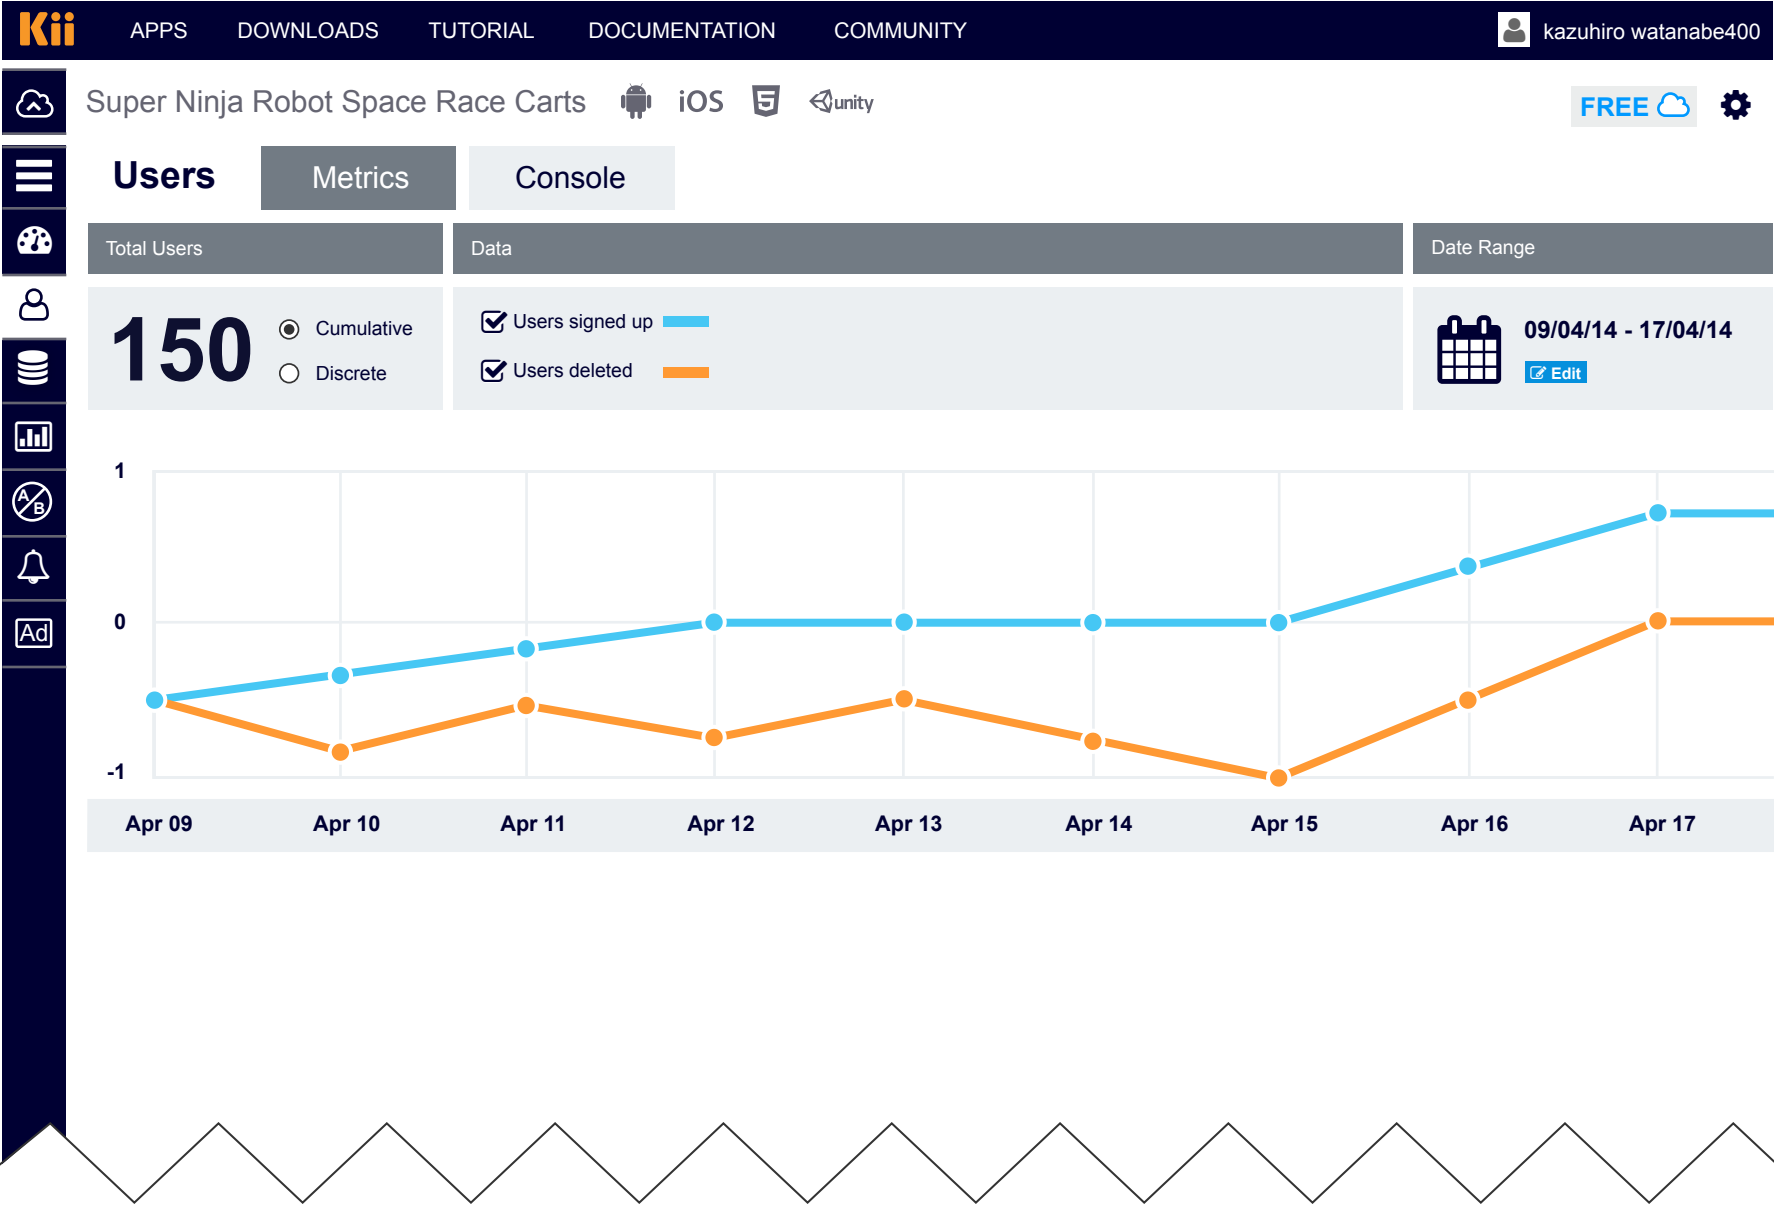 Kii APPS DOWNLOADS TUTORIAL DOCUMENTATION COMMUNITY kazuhiro watanabe400
Super Ninja Robot Space Race Carts iOS 5 unity FREE
Users Metrics Console
Total Users Data Date Range
150 Cumulative Discrete
Users signed up
Users deleted
09/04/14 - 17/04/14
Edit
A/B
Ad
1
0
-1
Apr 09 Apr 10 Apr 11 Apr 12 Apr 13 Apr 14 Apr 15 Apr 16 Apr 17